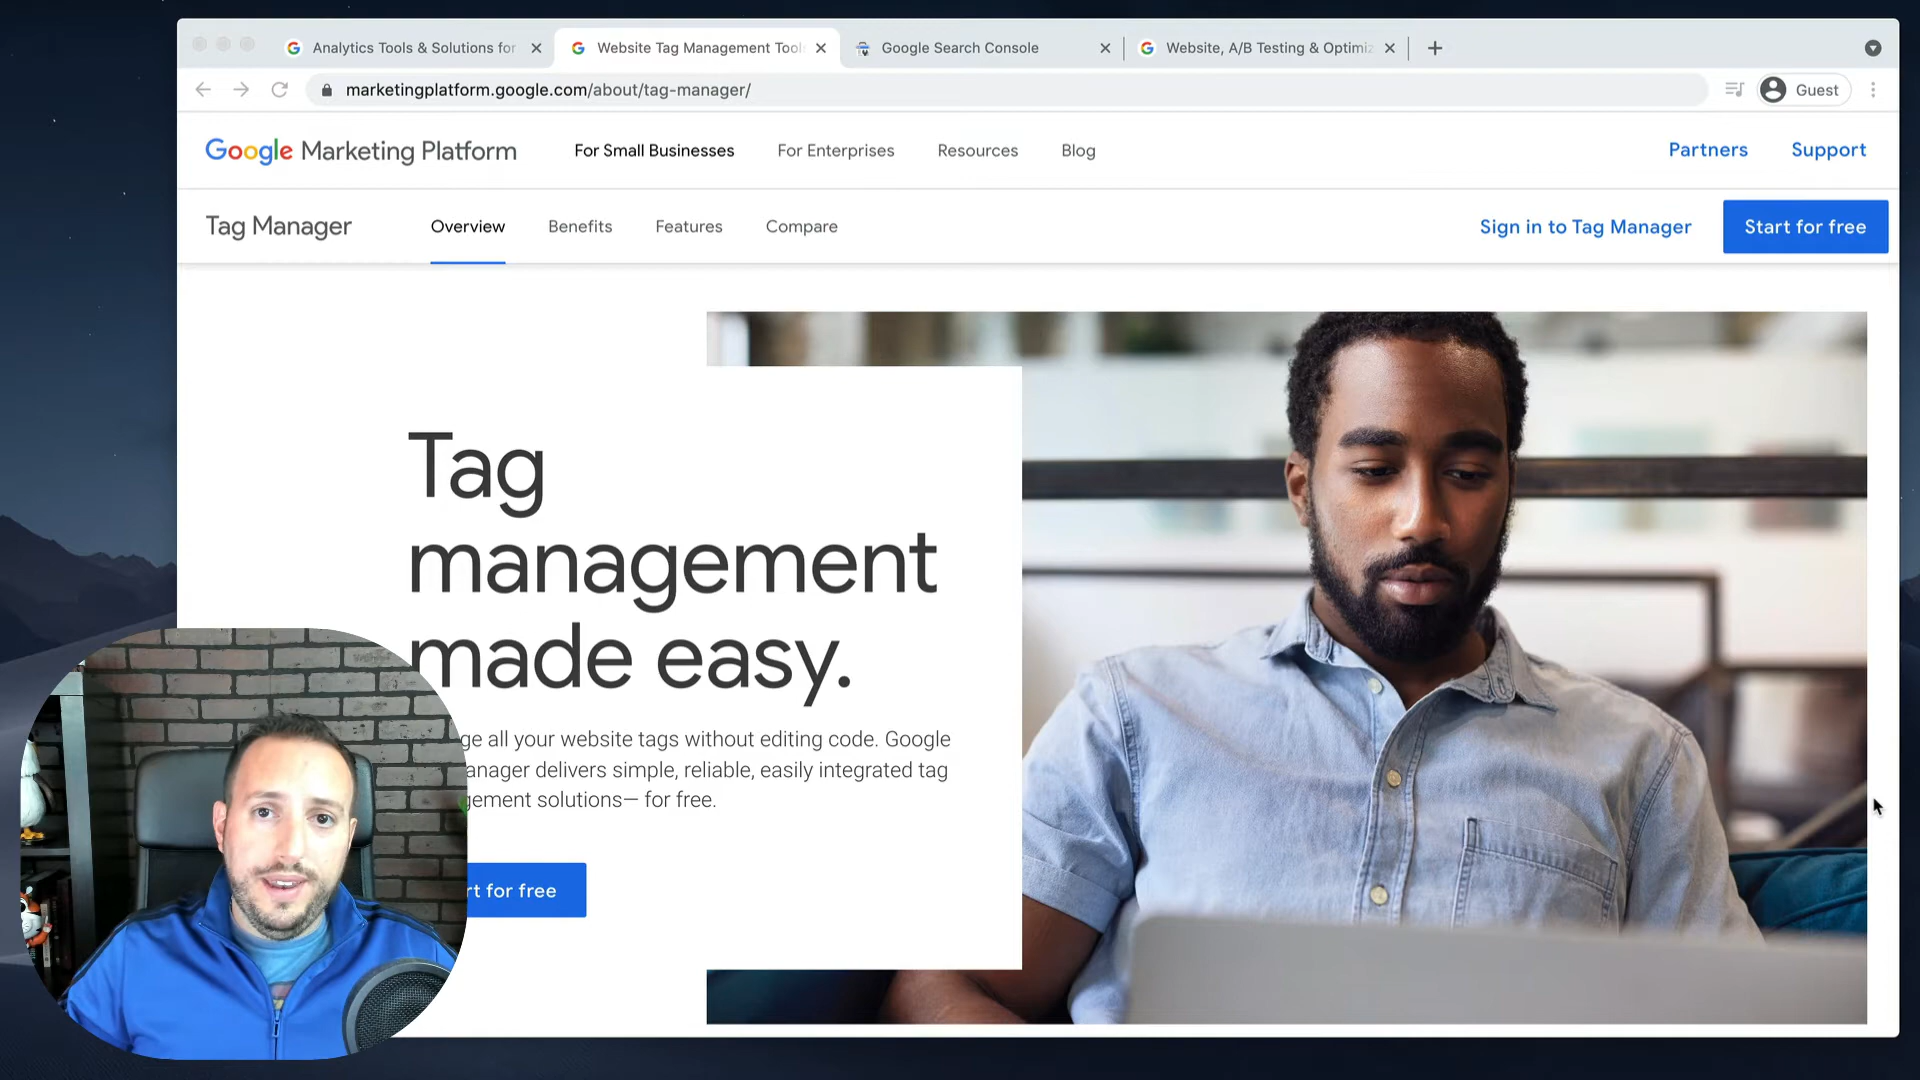 Analytics Tools & Solutions for
Website Tag Management Tool
Google Search Console
Website, A/B Testing & Optimiz
marketingplatform.google.com/about/tag-manager/
Guest
Google Marketing Platform
For Small Businesses
For Enterprises
Resources
Blog
Partners
Support
Tag Manager
Overview
Benefits
Features
Compare
Sign in to Tag Manager
Start for free
Tag
management
made easy.
ge all your website tags without editing code. Google
anager delivers simple, reliable, easily integrated tag
gement solutions— for free.
rt for free